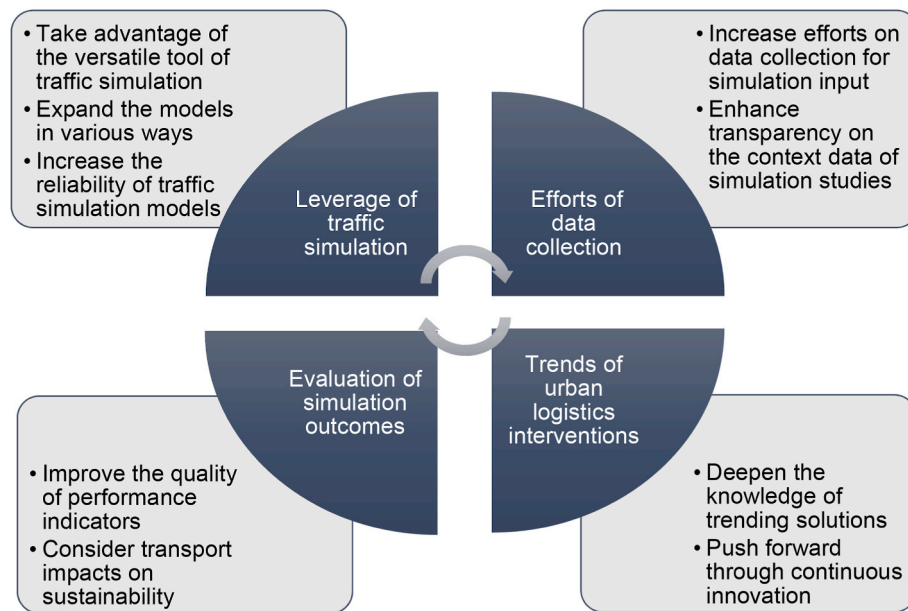 • Take advantage of
the versatile tool of
traffic simulation
• Expand the models
in various ways
• Increase the
reliability of traffic
simulation models
• Increase efforts on
data collection for
simulation input
• Enhance
transparency on
the context data of
simulation studies
Leverage of
traffic
simulation
Efforts of
data
collection
Evaluation of
simulation
outcomes
Trends of
urban
logistics
interventions
• Improve the quality
of performance
indicators
• Consider transport
impacts on
sustainability
• Deepen the
knowledge of
trending solutions
• Push forward
through continuous
innovation